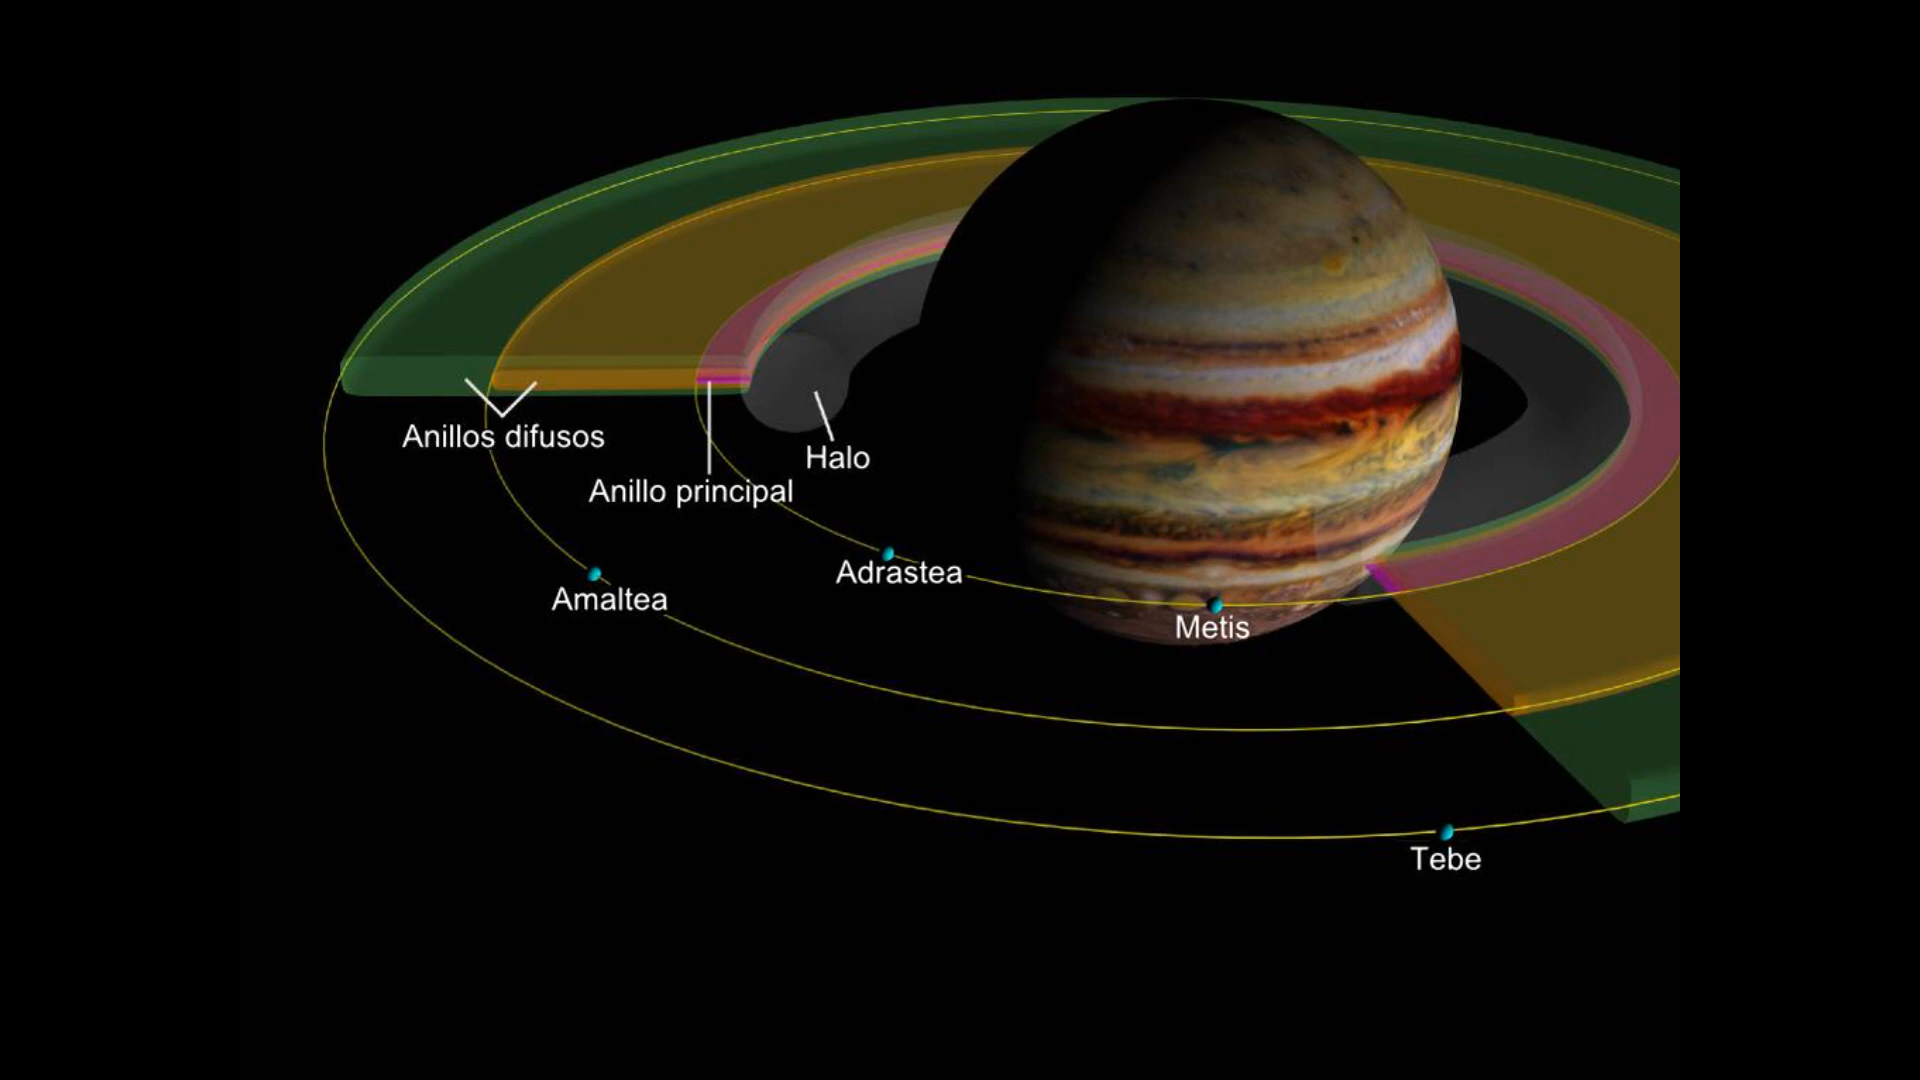 Anillos difusos
Halo
Anillo principal
Adrastea
Amaltea
Metis
Tebe